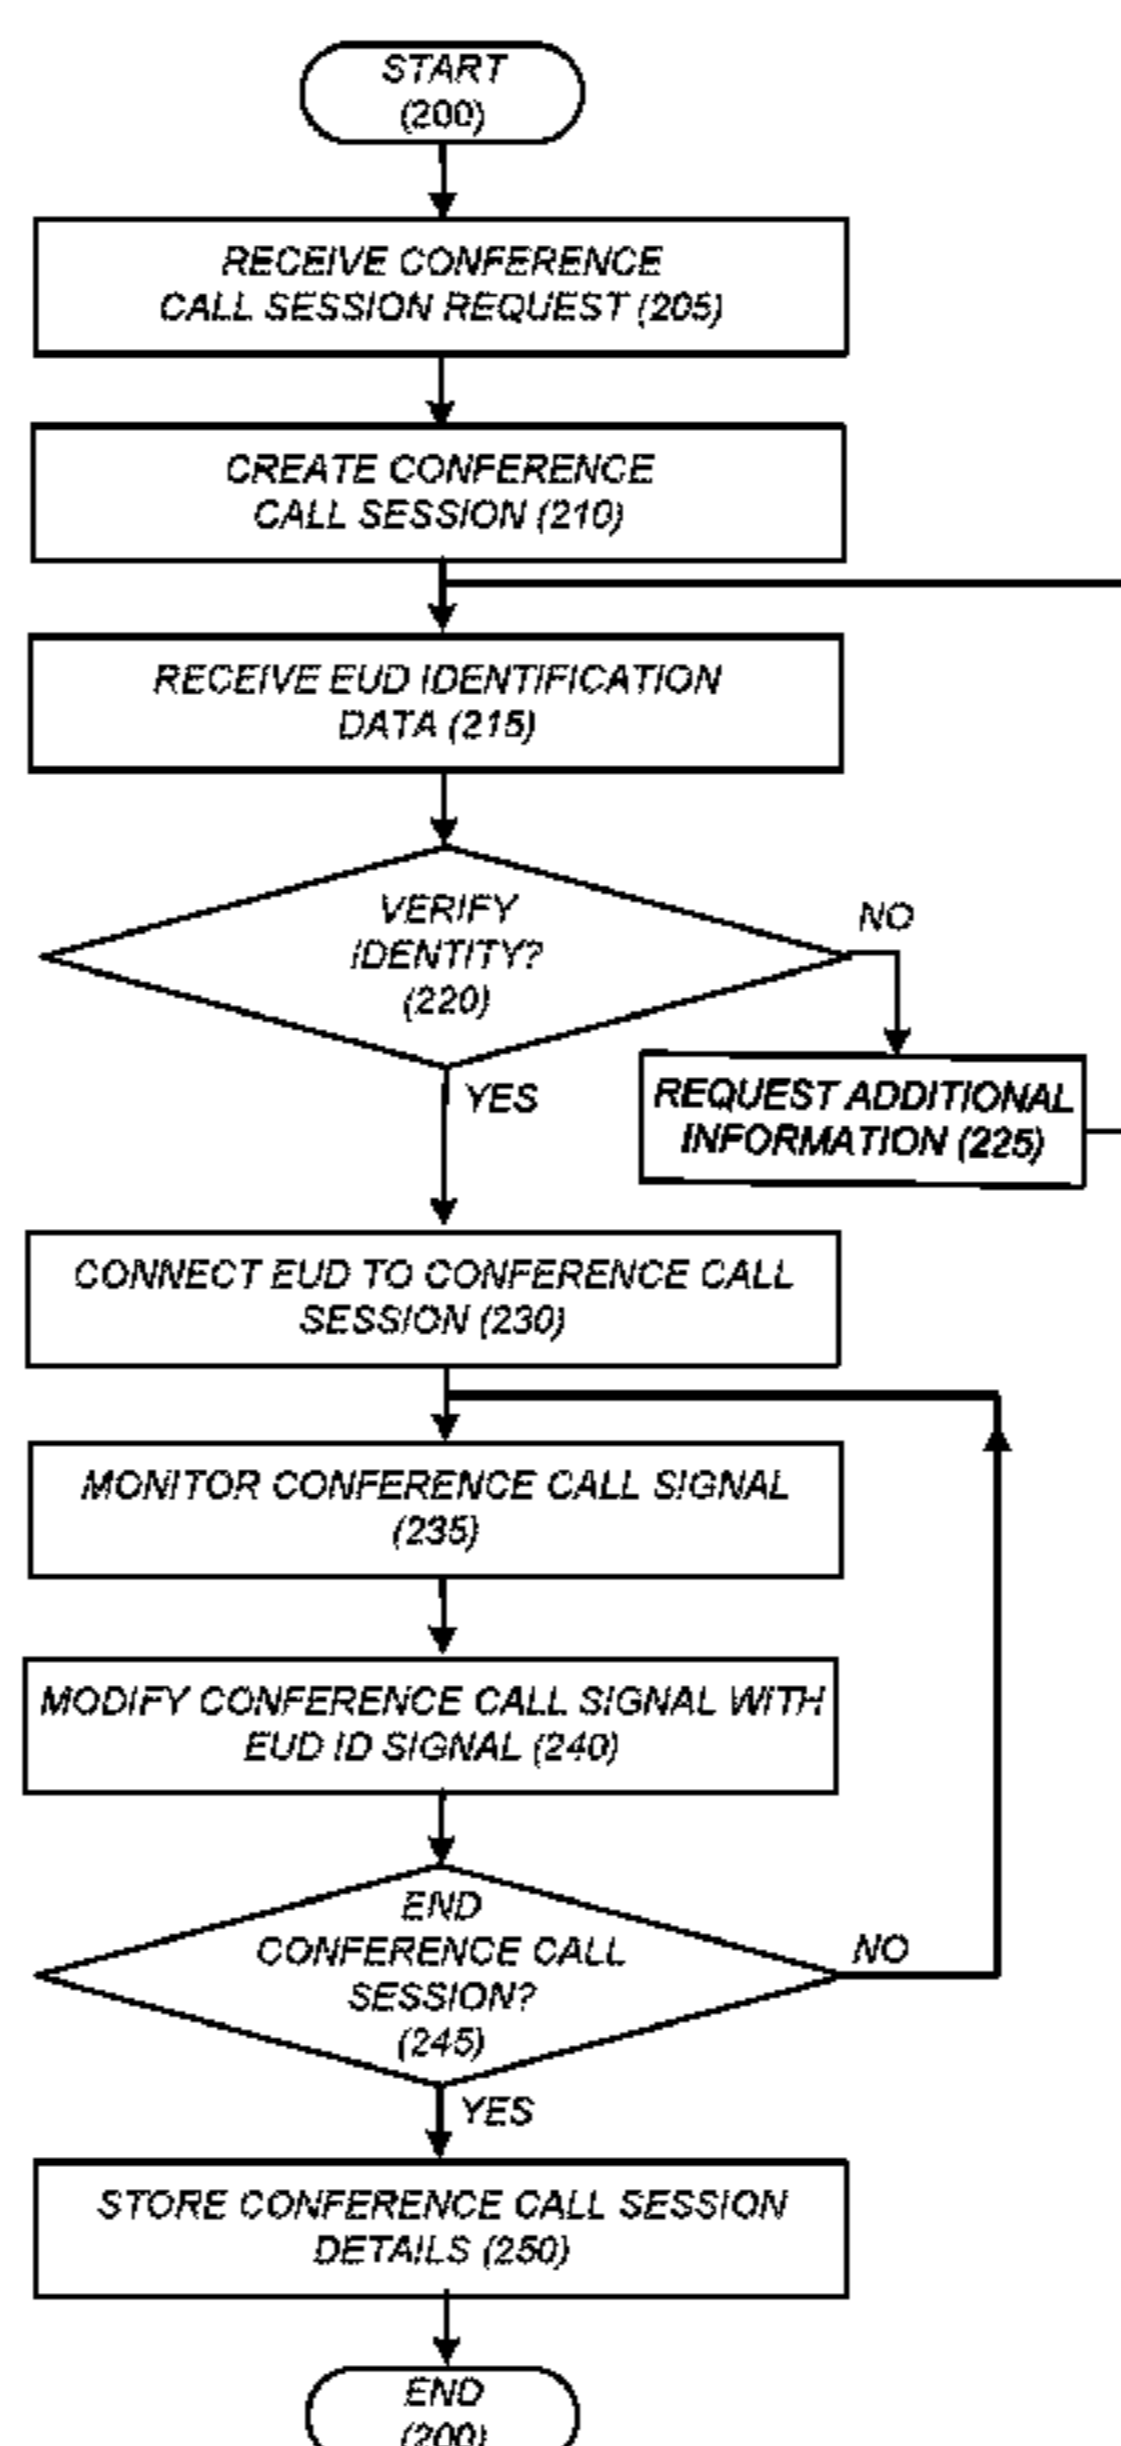 START
(200)
RECEIVE CONFERENCE
CALL SESSION REQUEST (205)
CREATE CONFERENCE
CALL SESSION (210)
RECEIVE EUD IDENTIFICATION
DATA (215)
VERIFY
IDENTITY?
(220)
NO
YES
REQUEST ADDITIONAL
INFORMATION (225)
CONNECT EUD TO CONFERENCE CALL
SESSION (230)
MONITOR CONFERENCE CALL SIGNAL
(235)
MODIFY CONFERENCE CALL SIGNAL WITH
EUD ID SIGNAL (240)
END
CONFERENCE CALL
SESSION?
(245)
NO
YES
STORE CONFERENCE CALL SESSION
DETAILS (250)
END
(200)